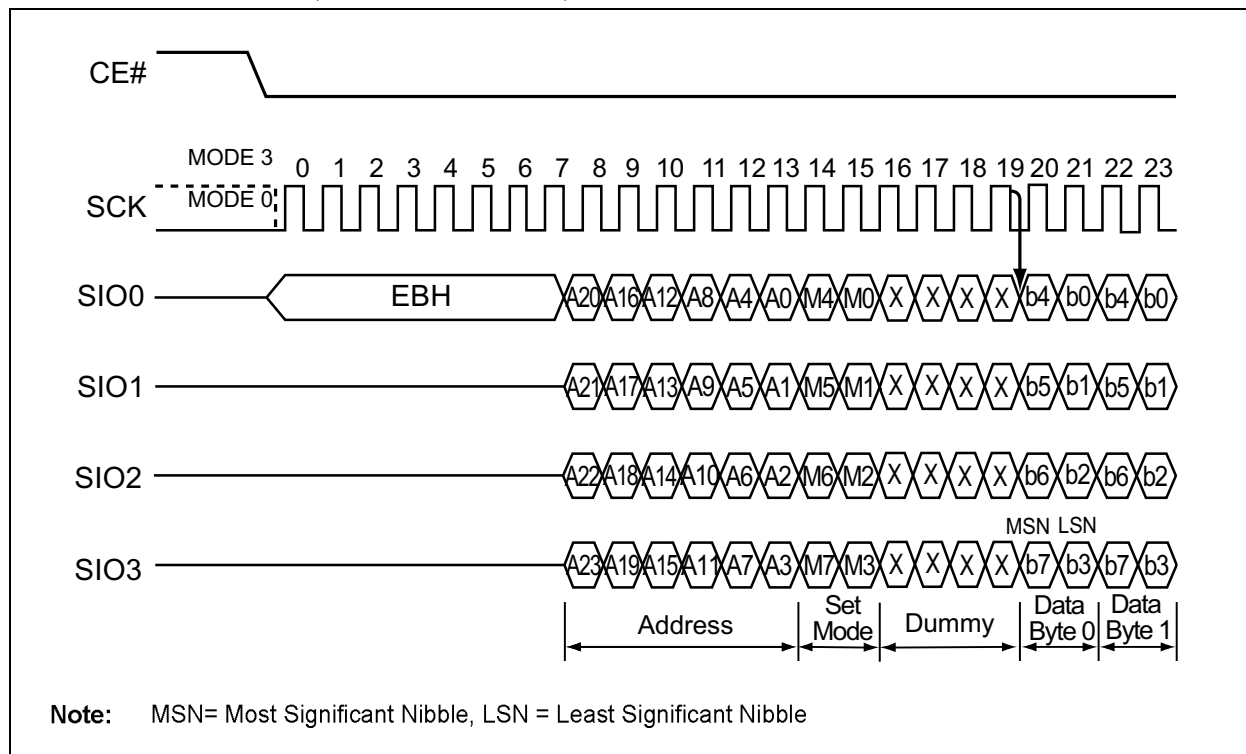 CE#
MODE 3
0 1 2 3 4 5 6 7 8 9 10 11 12 13 14 15 16 17 18 19 20 21 22 23
SCK
MODE 0
SIO0 EBH A20 A16 A12 A8 A4 A0 M4 M0 X X X X b4 b0 b4 b0
SIO1 A21 A17 A13 A9 A5 A1 M5 M1 X X X X b5 b1 b5 b1
SIO2 A22 A18 A14 A10 A6 A2 M6 M2 X X X X b6 b2 b6 b2
MSN LSN
SIO3 A23 A19 A15 A11 A7 A3 M7 M3 X X X X b7 b3 b7 b3
Address
Set
Mode
Dummy
Data
Byte 0
Data
Byte 1
Note: MSN= Most Significant Nibble, LSN = Least Significant Nibble